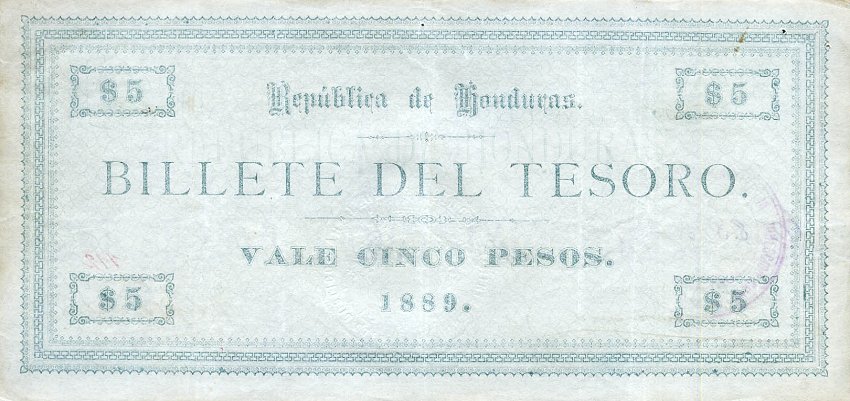 $5 República de Honduras. $5
BILLETE DEL TESORO.
VALE CINCO PESOS.
$5 1889. $5